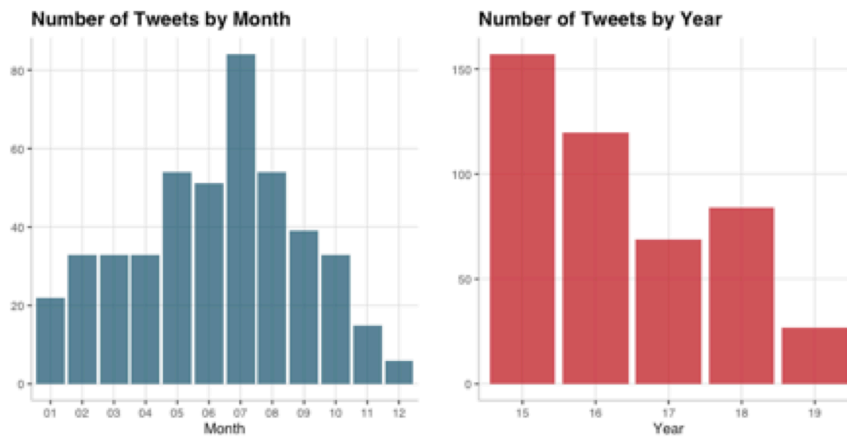 Number of Tweets by Month
80
60
40
20
0
01 02 03 04 05 06 07 08 09 10 11 12
Month
Number of Tweets by Year
150
100
50
0
15 16 17 18 19
Year